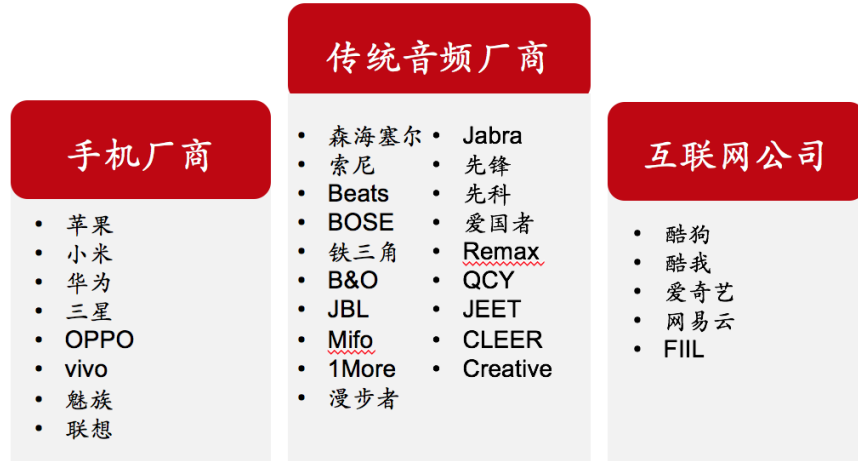 手机厂商
• 苹果
• 小米
• 华为
• 三星
• OPPO
• vivo
• 魅族
• 联想
传统音频厂商
• 森海塞尔
• 索尼
• Beats
• BOSE
• 铁三角
• B&O
• JBL
• Mifo
• 1More
• 漫步者
• Jabra
• 先锋
• 先科
• 爱国者
• Remax
• QCY
• JEET
• CLEER
• Creative
互联网公司
• 酷狗
• 酷我
• 爱奇艺
• 网易云
• FIIL